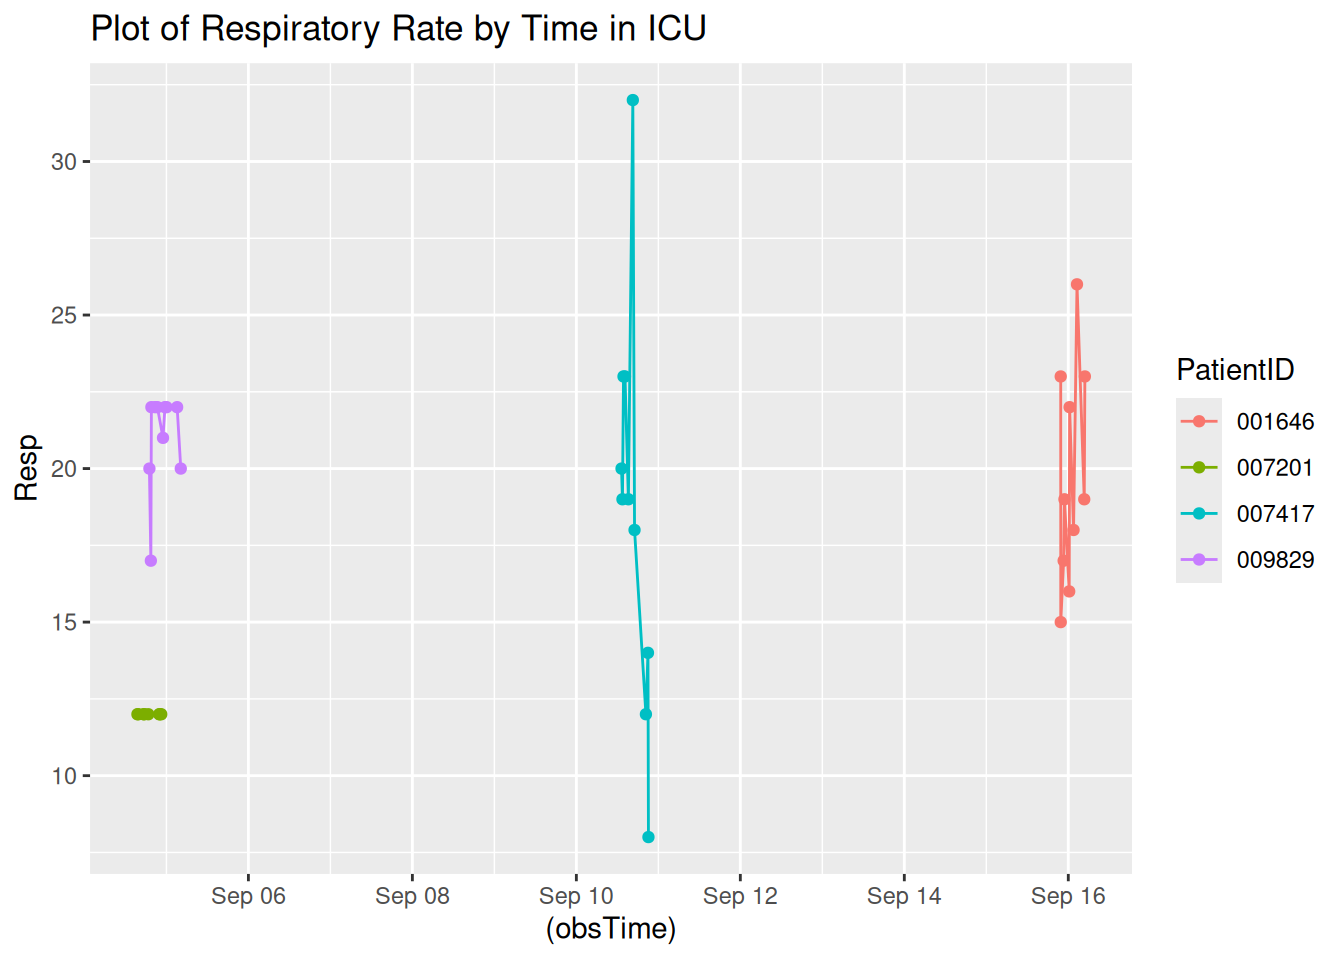 Plot of Respiratory Rate by Time in ICU
30
25
20
15
10
Resp
Sep 06
Sep 08
Sep 10
Sep 12
Sep 14
Sep 16
(obsTime)
PatientID
001646
007201
007417
009829